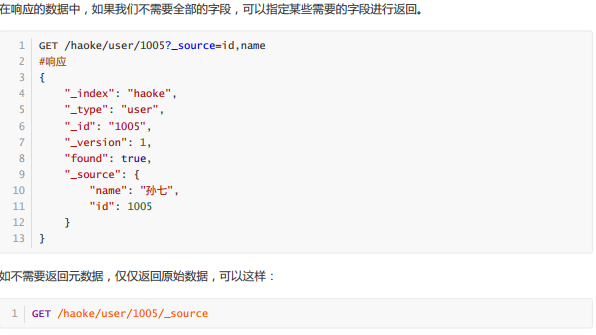 在响应的数据中，如果我们不需要全部的字段，可以指定某些需要的字段进行返回。
1 GET /haoke/user/1005?_source=id,name
2 #响应
3 {
4 "_index": "haoke",
5 "_type": "user",
6 "_id": "1005",
7 "_version": 1,
8 "found": true,
9 "_source": {
10 "name": "孙七",
11 "id": 1005
12 }
13 }
如不需要返回元数据，仅仅返回原始数据，可以这样：
1 GET /haoke/user/1005/_source